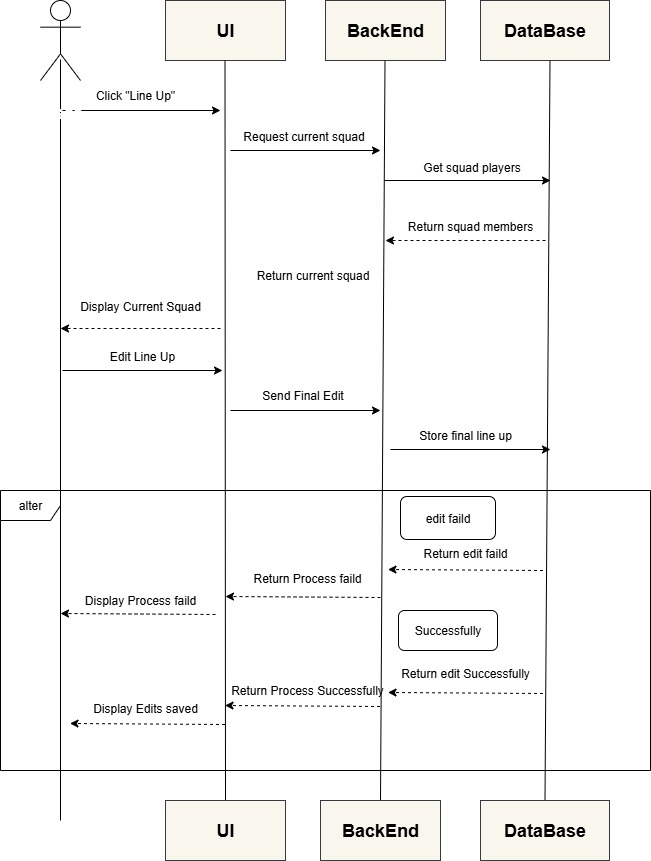 UI
BackEnd
DataBase
Click "Line Up"
Request current squad
Get squad players
Return squad members
Return current squad
Display Current Squad
Edit Line Up
Send Final Edit
Store final line up
alter
edit faild
Return edit faild
Return Process faild
Display Process faild
Successfully
Return edit Successfully
Return Process Successfully
Display Edits saved
UI
BackEnd
DataBase